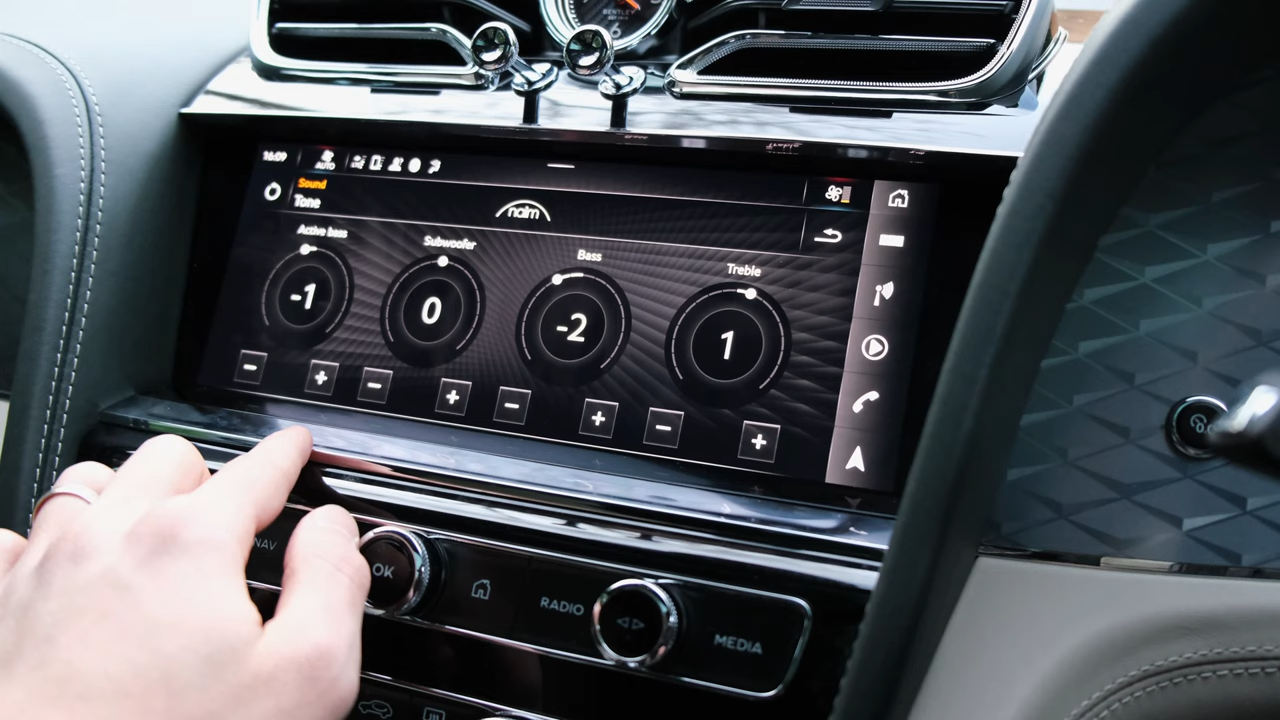 BENTLEY
16:09
AUTO
Sound
Tone
naim
Active bass
Subwoofer
Bass
Treble
-1
0
-2
1
- + - + - + - +
NAV
OK
RADIO
MEDIA